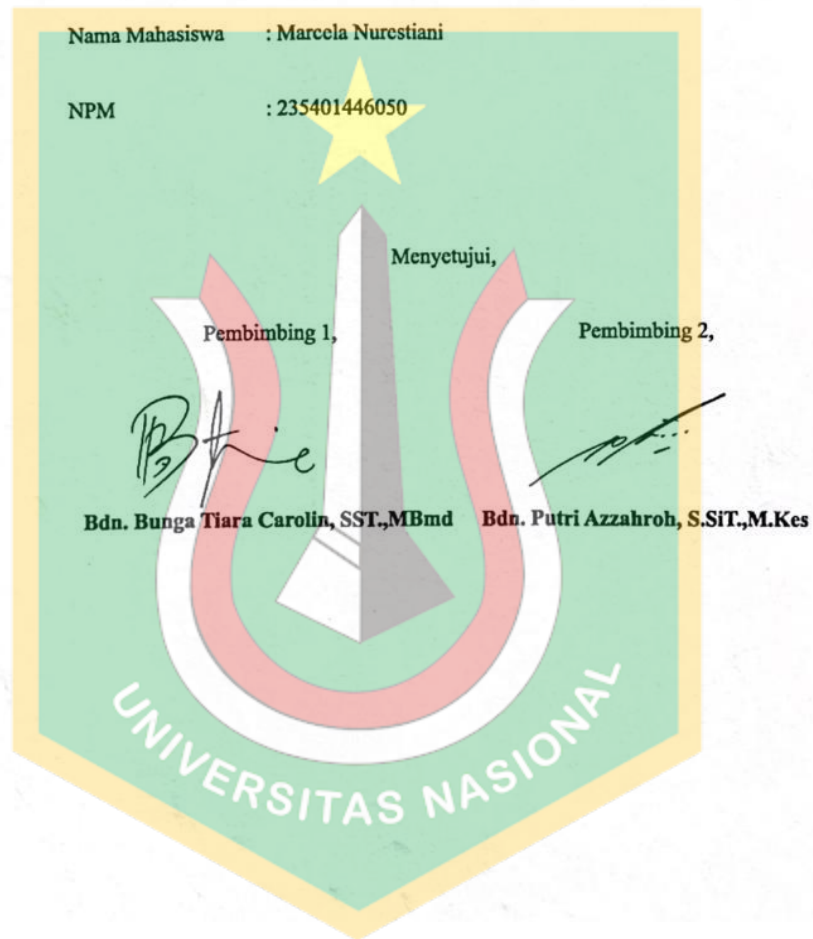 Nama Mahasiswa : Marcela Nurestiani
NPM : 235401446050
Menyetujui,
Pembimbing 1, Pembimbing 2,
Bdn. Bunga Tiara Carolin, SST.,MBmd Bdn. Putri Azzahroh, S.SiT.,M.Kes
UNIVERSITAS NASIONAL